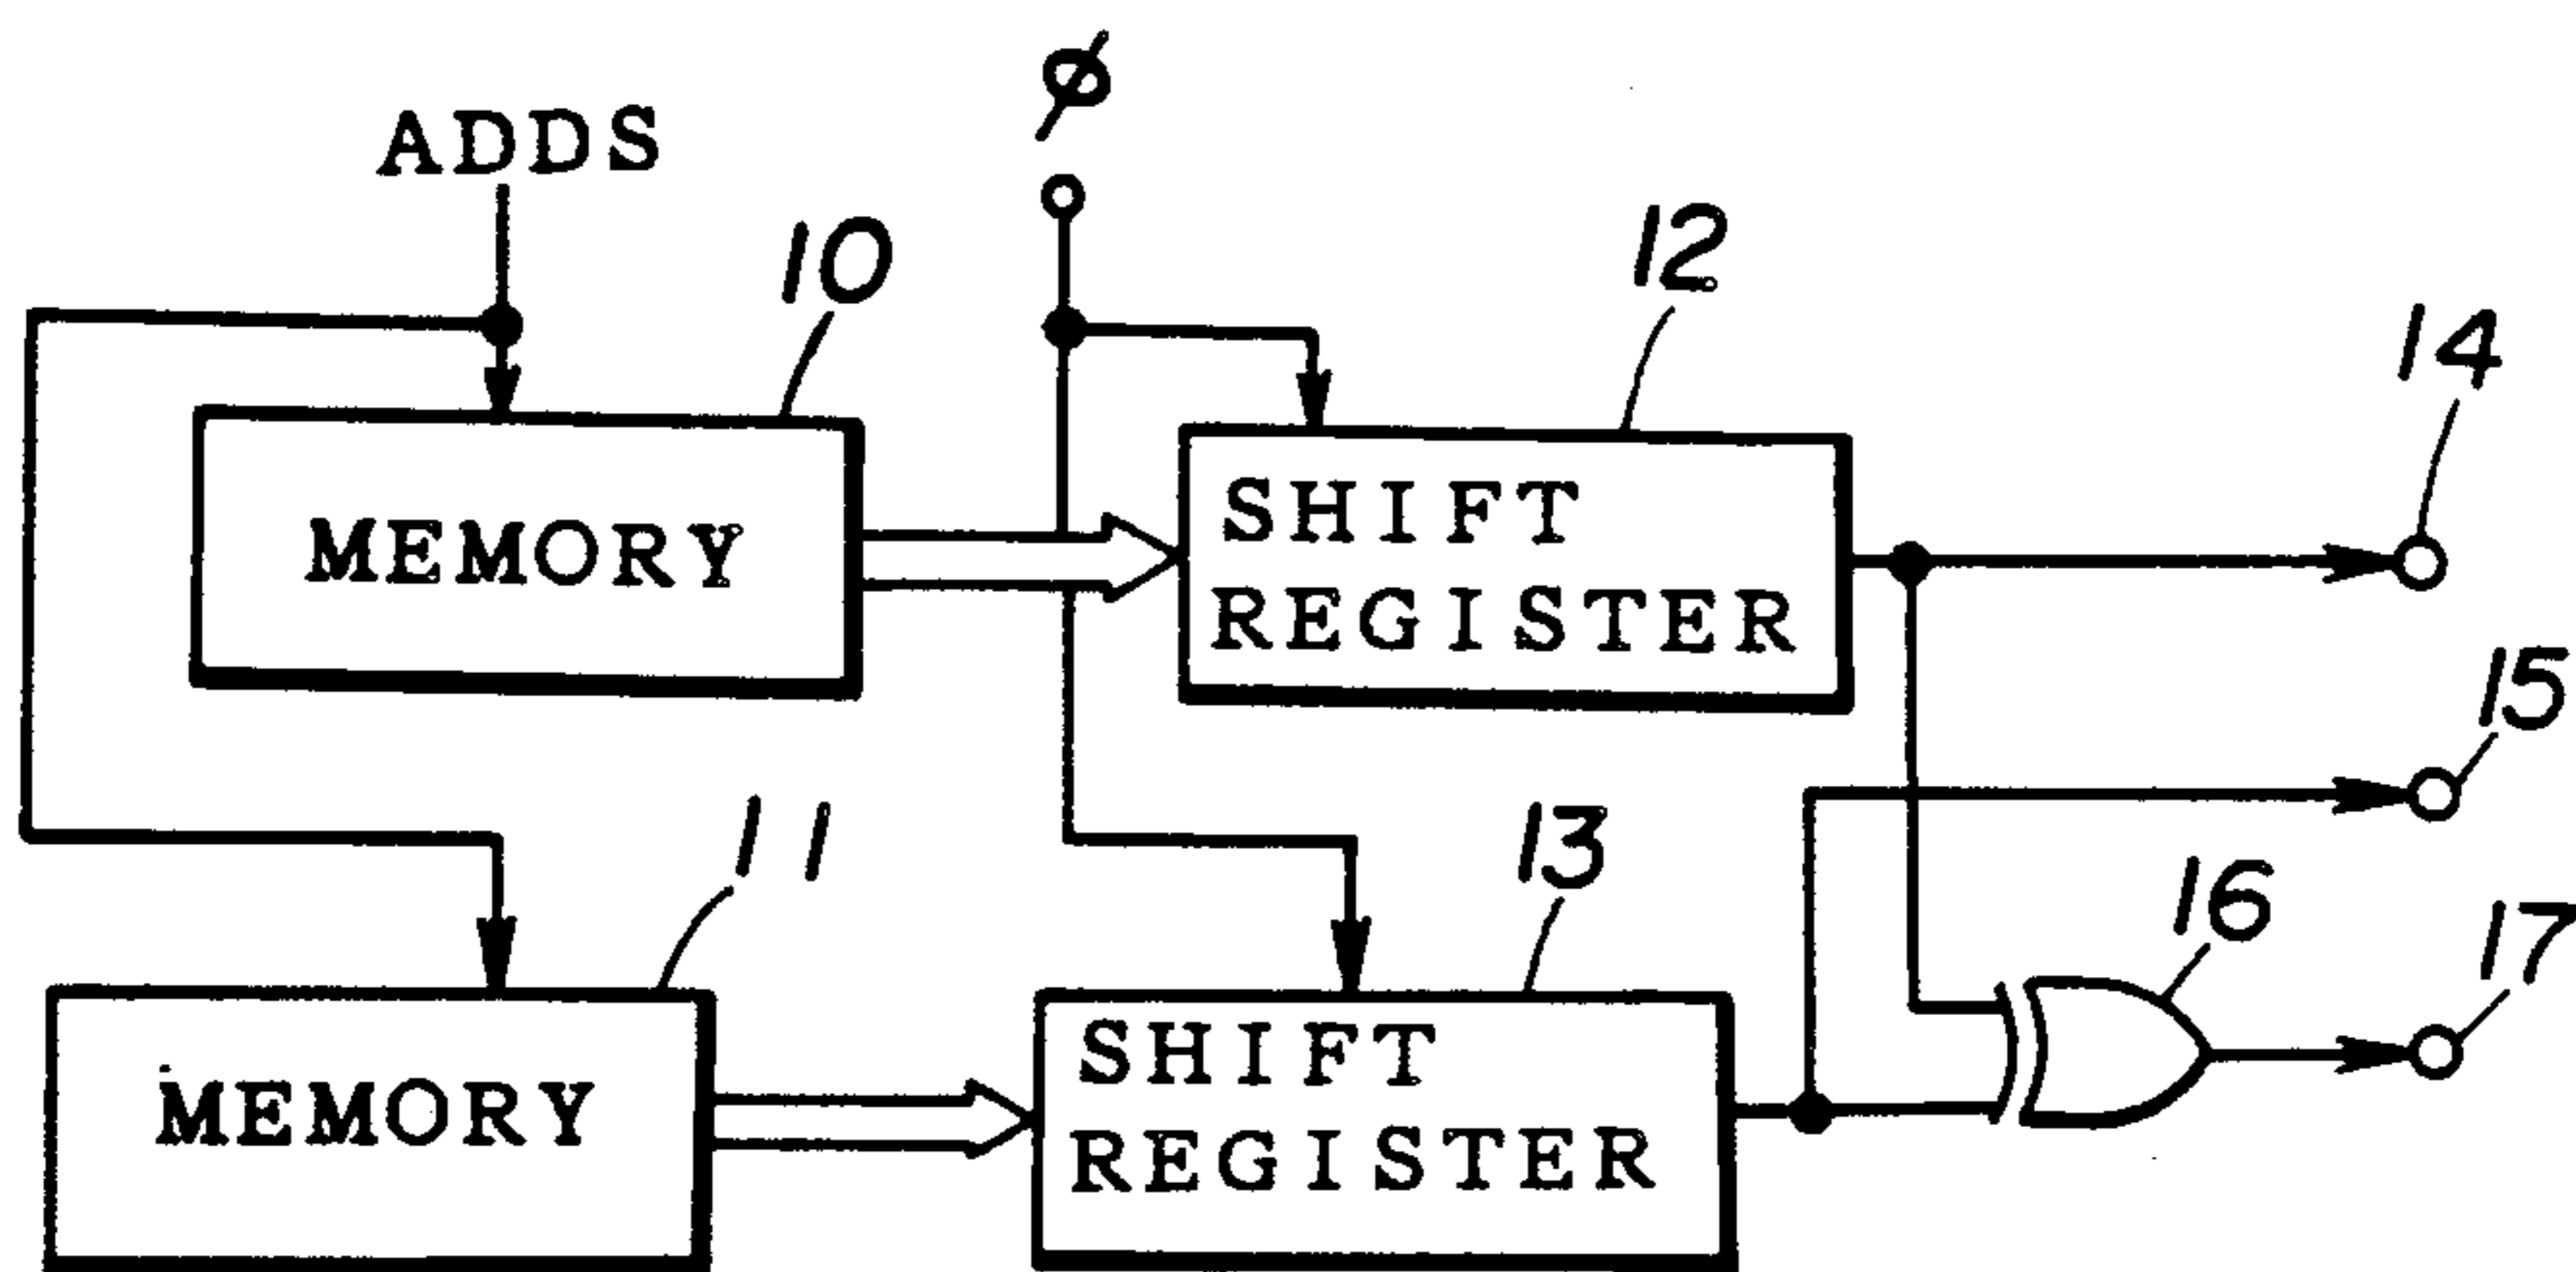 ϕ
ADDS
10
12
14
MEMORY
SHIFT
REGISTER
15
11
13
16
17
MEMORY
SHIFT
REGISTER